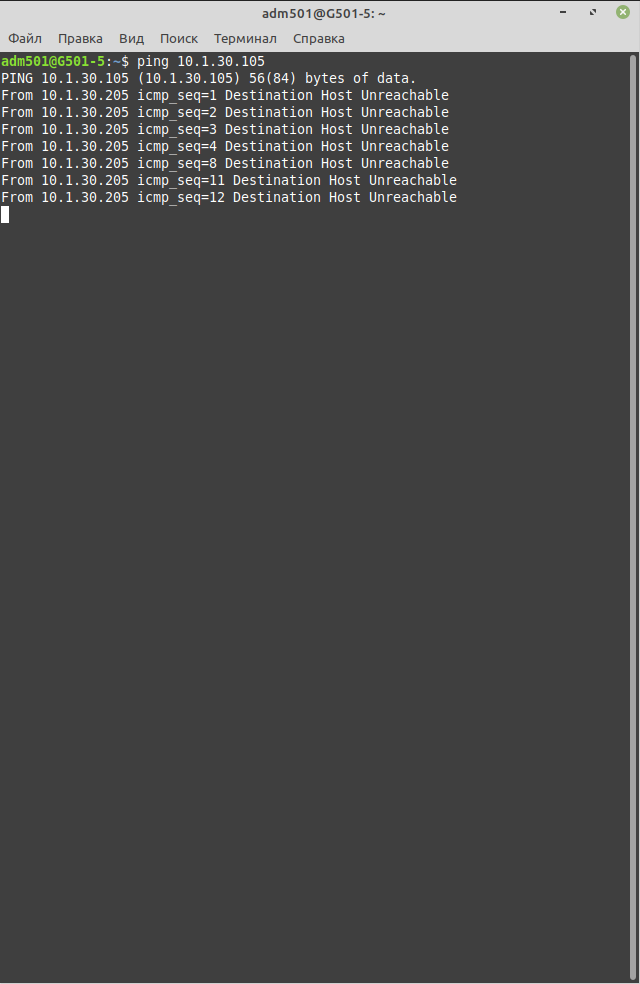 adm501@G501-5: ~
Файл Правка Вид Поиск Терминал Справка
adm501@G501-5:~$ ping 10.1.30.105
PING 10.1.30.105 (10.1.30.105) 56(84) bytes of data.
From 10.1.30.205 icmp_seq=1 Destination Host Unreachable
From 10.1.30.205 icmp_seq=2 Destination Host Unreachable
From 10.1.30.205 icmp_seq=3 Destination Host Unreachable
From 10.1.30.205 icmp_seq=4 Destination Host Unreachable
From 10.1.30.205 icmp_seq=8 Destination Host Unreachable
From 10.1.30.205 icmp_seq=11 Destination Host Unreachable
From 10.1.30.205 icmp_seq=12 Destination Host Unreachable